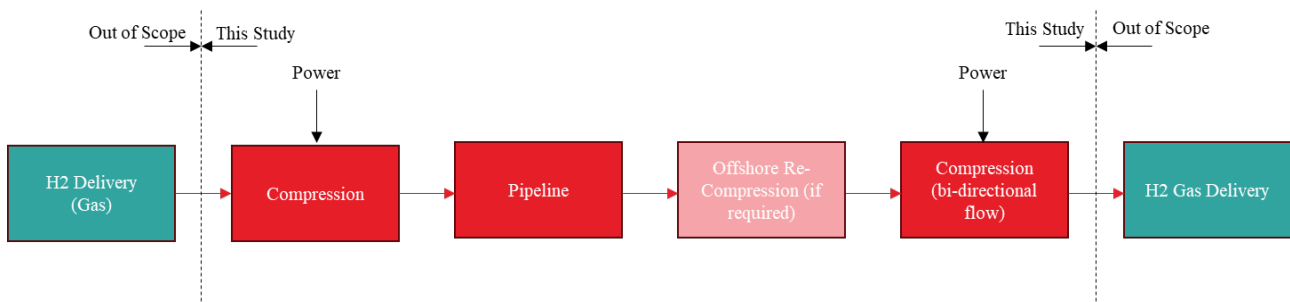 Out of Scope
This Study
This Study
Out of Scope
Power
Power
H2 Delivery
(Gas)
Compression
Pipeline
Offshore Re-
Compression (if
required)
Compression
(bi-directional
flow)
H2 Gas Delivery